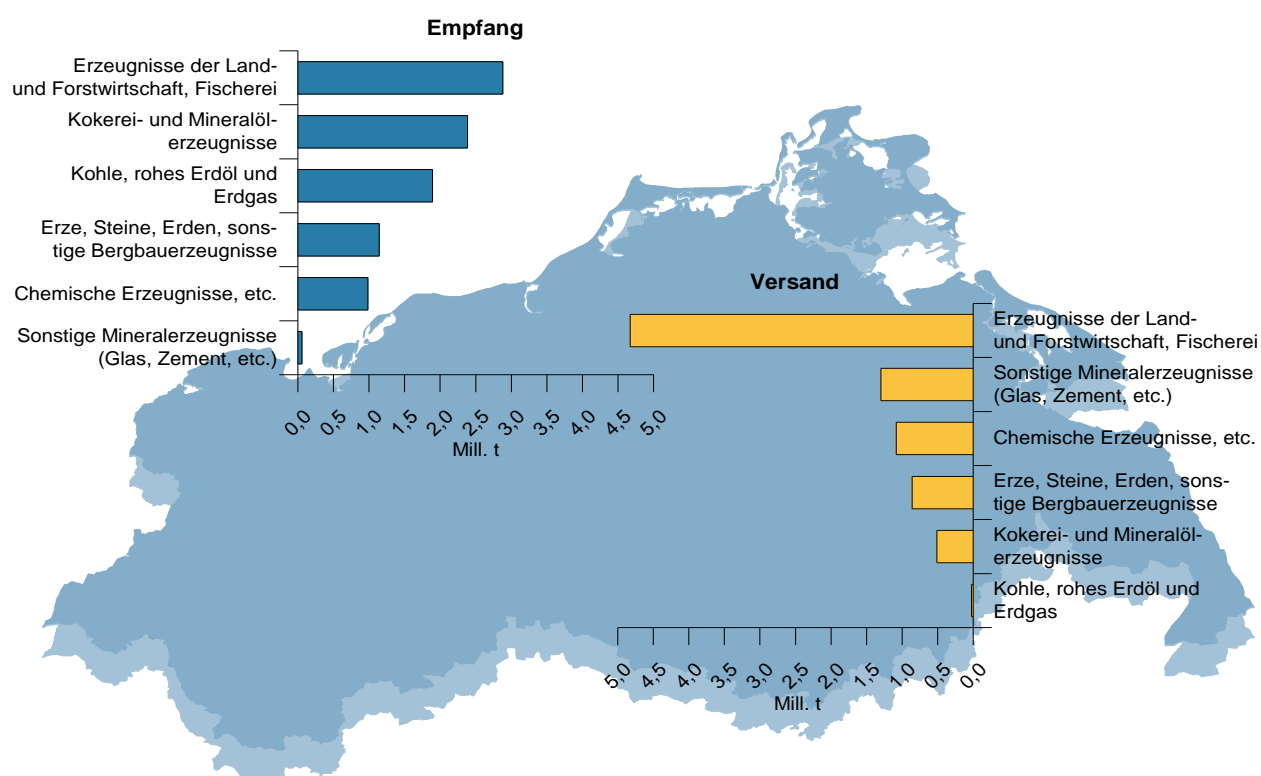 Empfang
Erzeugnisse der Land-
und Forstwirtschaft, Fischerei
Kokerei- und Mineralöl-
erzeugnisse
Kohle, rohes Erdöl und
Erdgas
Erze, Steine, Erden, sons-
tige Bergbauerzeugnisse
Chemische Erzeugnisse, etc.
Sonstige Mineralerzeugnisse
(Glas, Zement, etc.)
0,0 0,5 1,0 1,5 2,0 2,5 3,0 3,5 4,0 4,5 5,0
Mill. t
Versand
Erzeugnisse der Land-
und Forstwirtschaft, Fischerei
Sonstige Mineralerzeugnisse
(Glas, Zement, etc.)
Chemische Erzeugnisse, etc.
Erze, Steine, Erden, sons-
tige Bergbauerzeugnisse
Kokerei- und Mineralöl-
erzeugnisse
Kohle, rohes Erdöl und
Erdgas
5,0 4,5 4,0 3,5 3,0 2,5 2,0 1,5 1,0 0,5 0,0
Mill. t